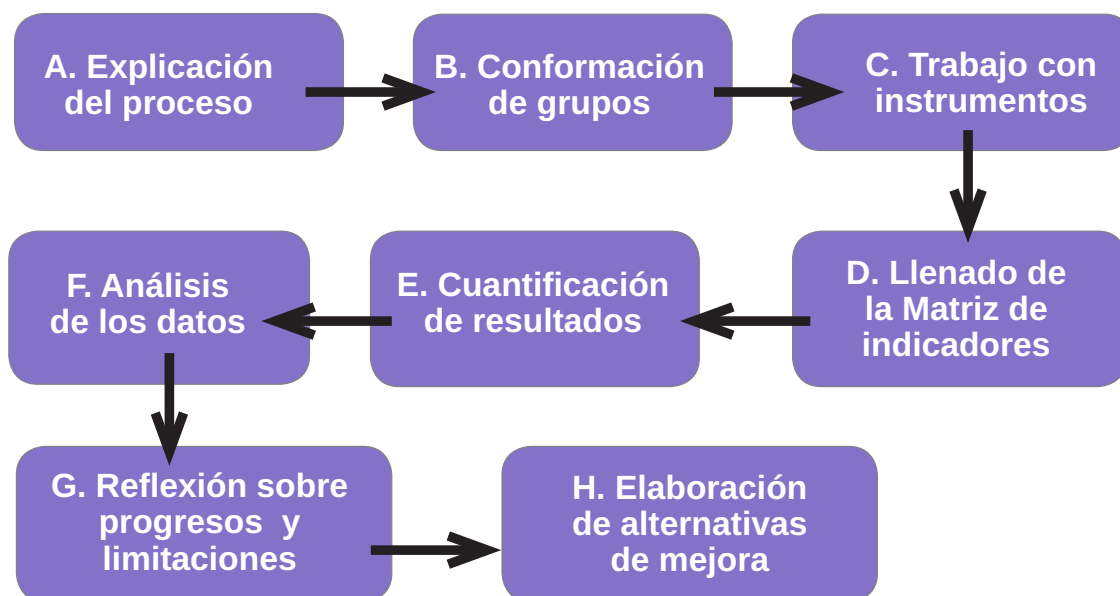 A. Explicación
del proceso
B. Conformación
de grupos
C. Trabajo con
instrumentos
D. Llenado de
la Matriz de
indicadores
E. Cuantificación
de resultados
F. Análisis
de los datos
G. Reflexión sobre
progresos  y
limitaciones
H. Elaboración
de alternativas
de mejora